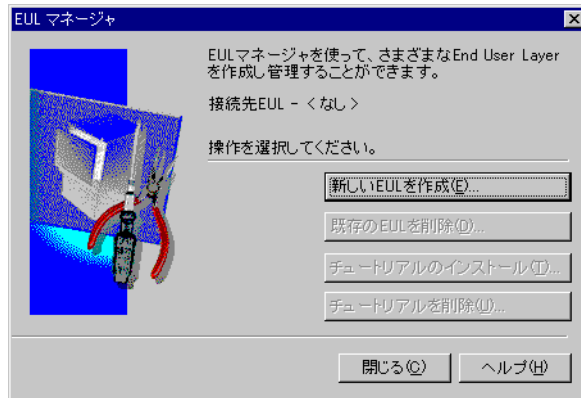 EUL マネージャ
EULマネージャを使って、さまざまなEnd User Layer
を作成し管理することができます。
接続先EUL - <なし>
操作を選択してください。
新しいEULを作成(E)...
既存のEULを削除(D)...
チュートリアルのインストール(T)...
チュートリアルを削除(U)...
閉じる(C)
ヘルプ(H)